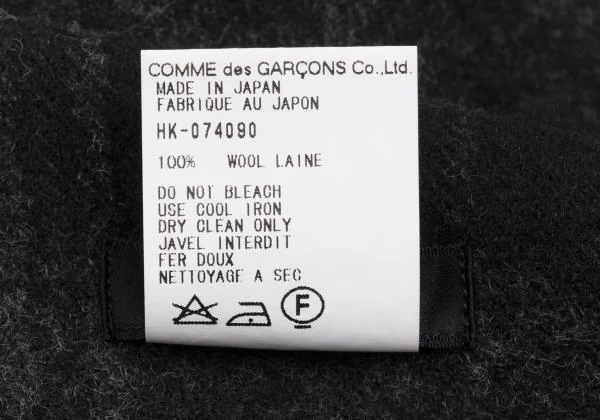 COMME des GARÇONS Co.,Ltd.
MADE IN JAPAN
FABRIQUE AU JAPON
HK-074090
100% WOOL LAINE
DO NOT BLEACH
USE COOL IRON
DRY CLEAN ONLY
JAVEL INTERDIT
FER DOUX
NETTOYAGE A SEC
F